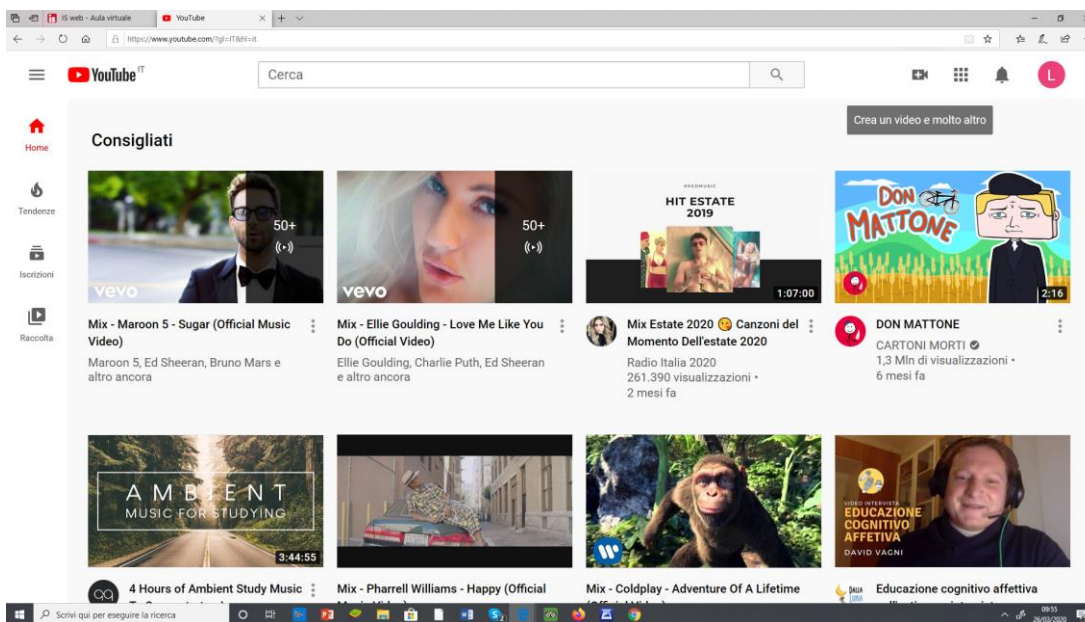 IS web - Aula virtuale
YouTube
https://www.youtube.com/?gl=IT&hl=it
YouTube IT
Cerca
L
Crea un video e molto altro
Home
Tendenze
Iscrizioni
Raccolta
Consigliati
50+
vevo
50+
vevo
HIT ESTATE
2019
1:07:00
DON
MATTONE
2:16
Mix - Maroon 5 - Sugar (Official Music
Video)
Maroon 5, Ed Sheeran, Bruno Mars e
altro ancora
Mix - Ellie Goulding - Love Me Like You
Do (Official Video)
Ellie Goulding, Charlie Puth, Ed Sheeran
e altro ancora
Mix Estate 2020 😘 Canzoni del
Momento Dell'estate 2020
Radio Italia 2020
261.390 visualizzazioni •
2 mesi fa
DON MATTONE
CARTONI MORTI
1,3 Mln di visualizzazioni •
6 mesi fa
AMBIENT
MUSIC FOR STUDYING
3:44:55
VIDEO INTERVISTA
EDUCAZIONE
COGNITIVO
AFFETIVA
DAVID VAGNI
4 Hours of Ambient Study Music
Mix - Pharrell Williams - Happy (Official
Mix - Coldplay - Adventure Of A Lifetime
Educazione cognitivo affettiva
Scrivi qui per eseguire la ricerca
09:55
26/03/2020